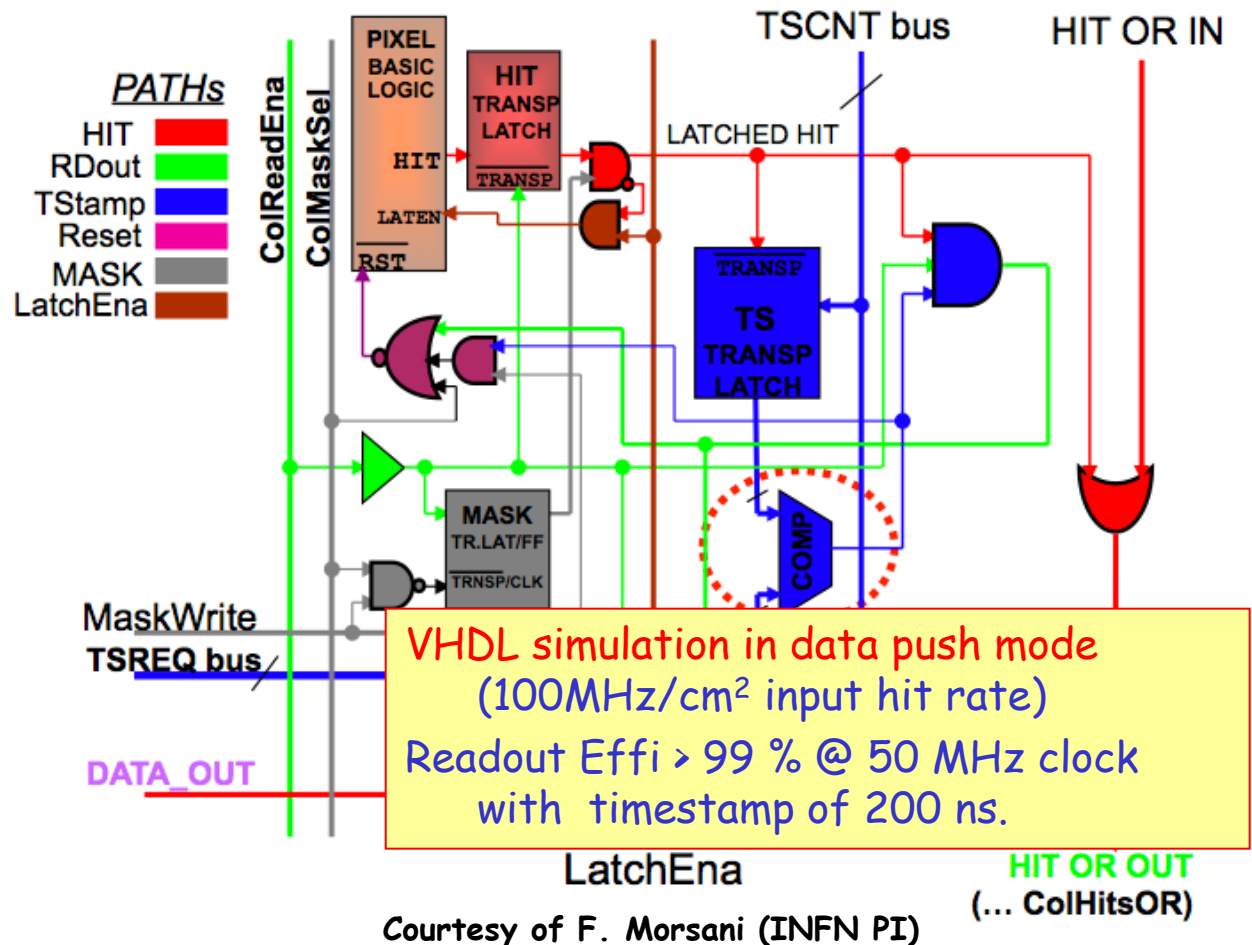 TSCNT bus
HIT OR IN
PATHs
HIT
RDout
TStamp
Reset
MASK
LatchEna
ColReadEna
ColMaskSel
PIXEL
BASIC
LOGIC
HIT
LATEN
RST
HIT
TRANSP
LATCH
TRANSP
LATCHED HIT
TRANSP
TS
TRANSP
LATCH
COMP
MASK
TR.LAT/FF
TRNSP/CLK
MaskWrite
TSREQ bus
DATA_OUT
VHDL simulation in data push mode
(100MHz/cm² input hit rate)
Readout Effi > 99 % @ 50 MHz clock
with timestamp of 200 ns.
LatchEna
HIT OR OUT
(... ColHitsOR)
Courtesy of F. Morsani (INFN PI)